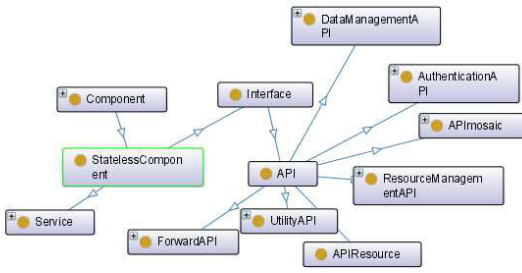 DataManagementA
PI
AuthenticationA
PI
Component
Interface
APImosaic
StatelessCompon
ent
API
ResourceManagem
entAPI
Service
UtilityAPI
ForwardAPI
APIResource